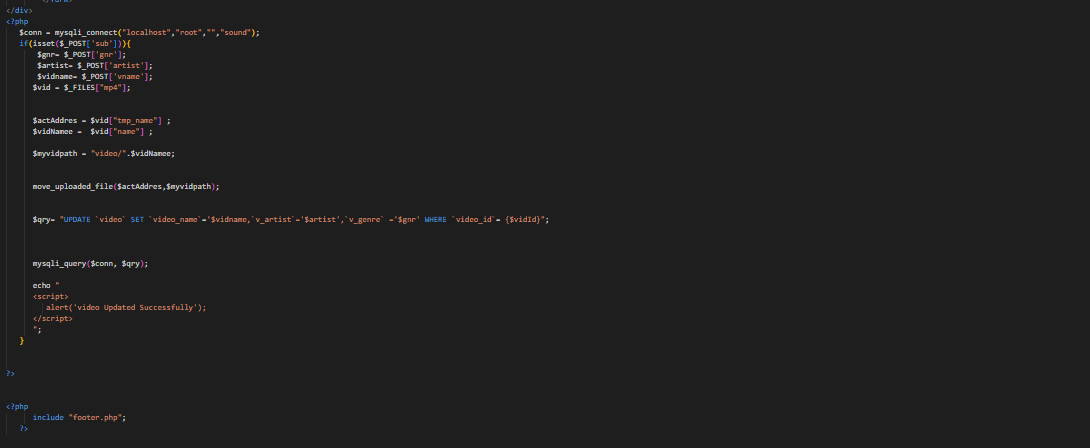 </div>
<?php
$conn = mysqli_connect("localhost","root","","sound");
if(isset($_POST['sub'])){
$gnr= $_POST['gnr'];
$artist= $_POST['artist'];
$vidname= $_POST['vname'];
$vid = $_FILES["mp4"];
$actAddres = $vid["tmp_name"] ;
$vidNamee =  $vid["name"] ;
$myvidpath = "video/".$vidNamee;
move_uploaded_file($actAddres,$myvidpath);
$qry= "UPDATE `video` SET `video_name`='$vidname,`v_artist`='$artist',`v_genre` ='$gnr' WHERE `video_id`= {$vidId}";
mysqli_query($conn, $qry);
echo "
<script>
alert('video Updated Successfully');
</script>
";
}
?>
<?php
include "footer.php";
?>